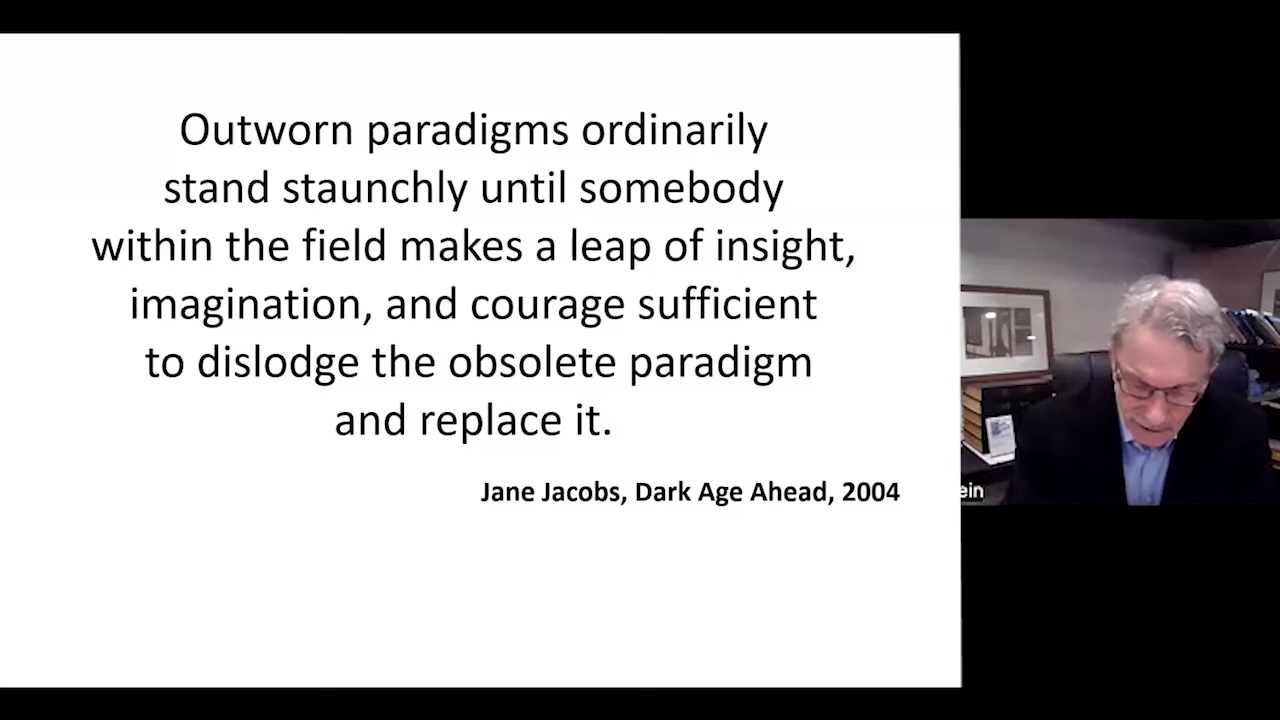 Outworn paradigms ordinarily
stand staunchly until somebody
within the field makes a leap of insight,
imagination, and courage sufficient
to dislodge the obsolete paradigm
and replace it.
Jane Jacobs, Dark Age Ahead, 2004
ein